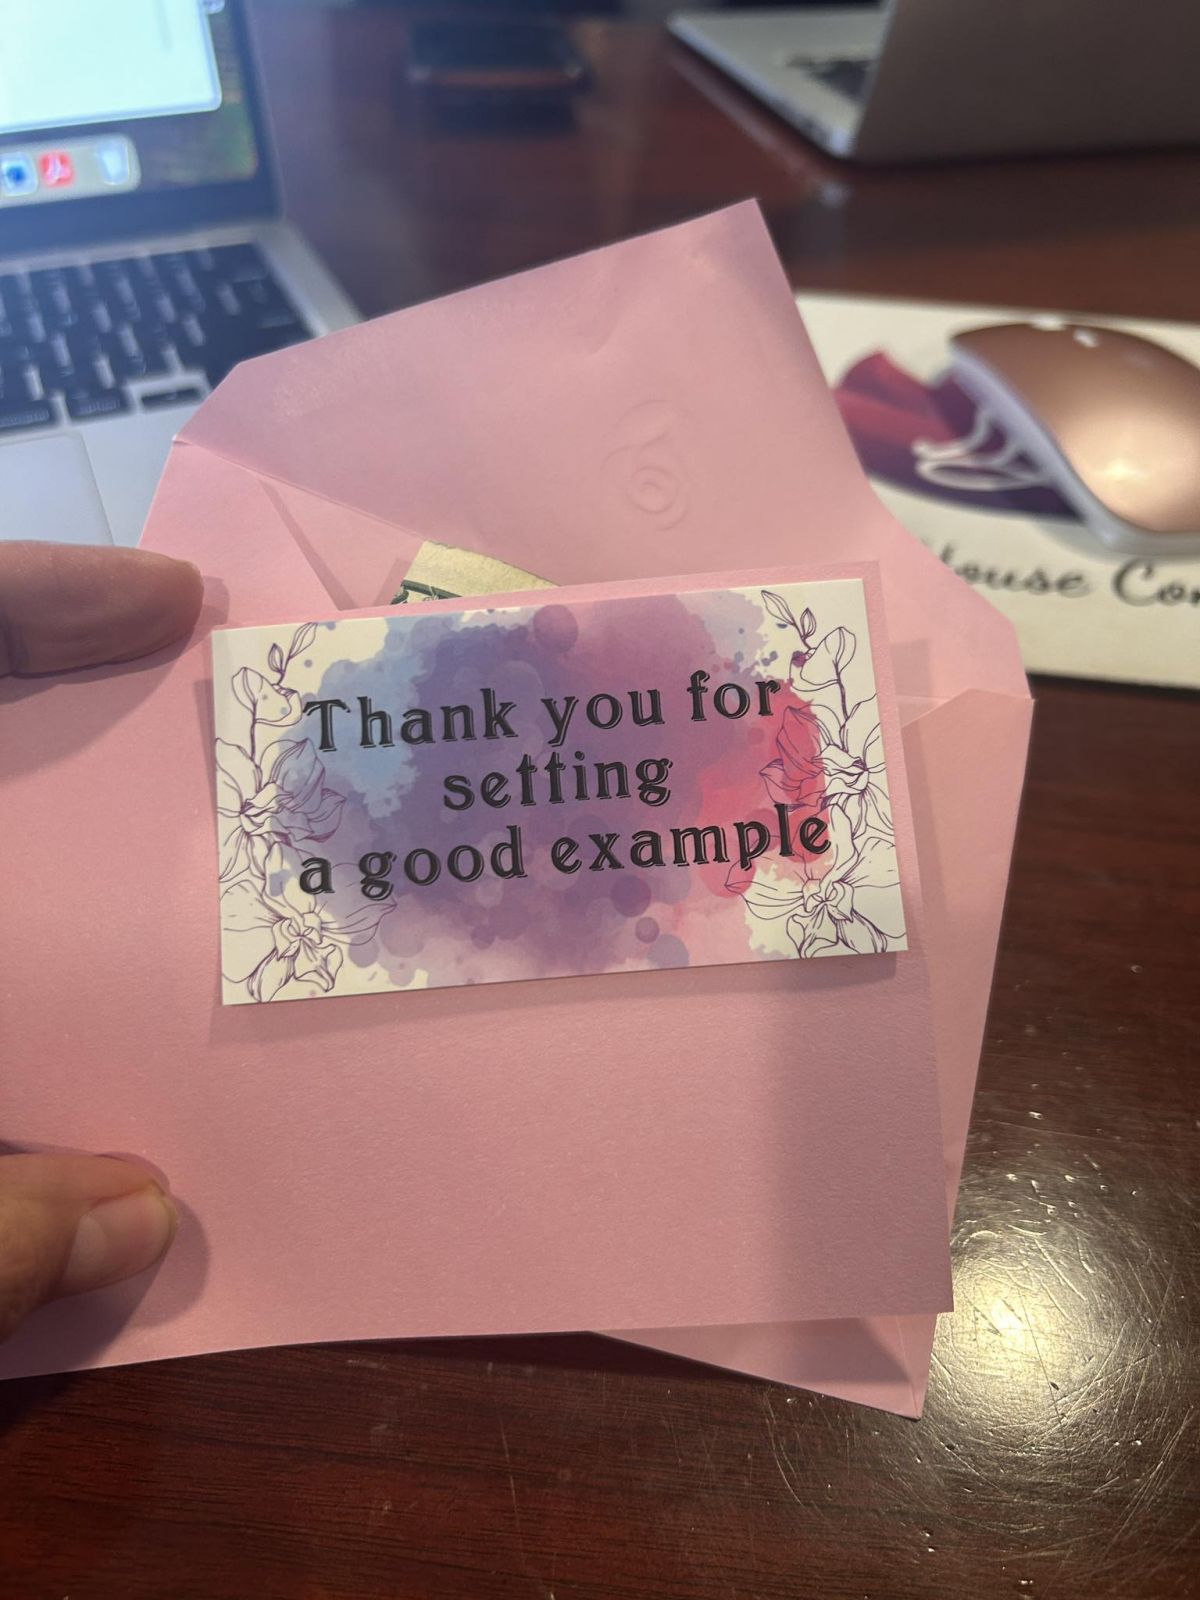 Thank you for
setting
a good example